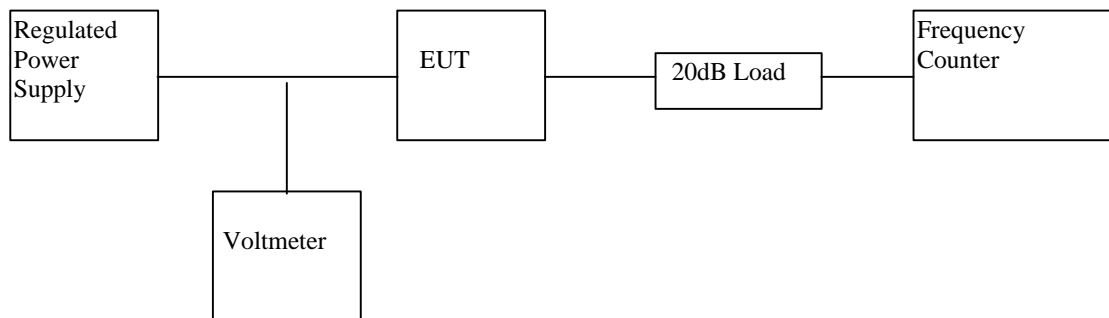 Regulated
Power
Supply
EUT
20dB Load
Frequency
Counter
Voltmeter